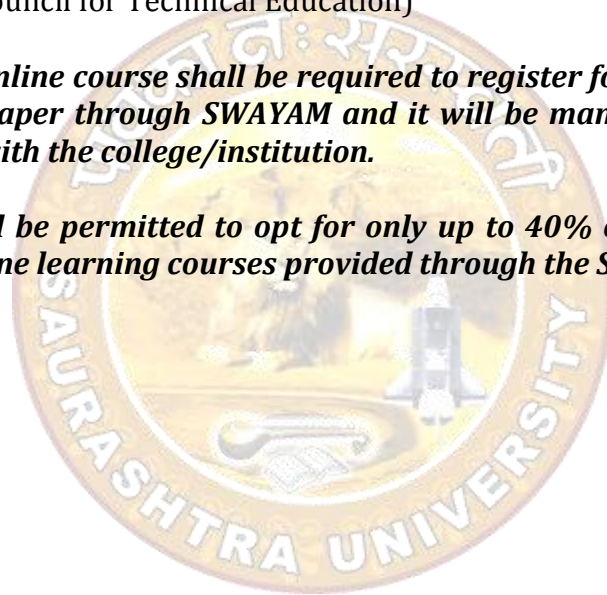 ouncil for Technical Education)
nline course shall be required to register fo
aper through SWAYAM and it will be man
ith the college/institution.
l be permitted to opt for only up to 40%
ne learning courses provided through the S
SAURASHTRA UNIVERSITY